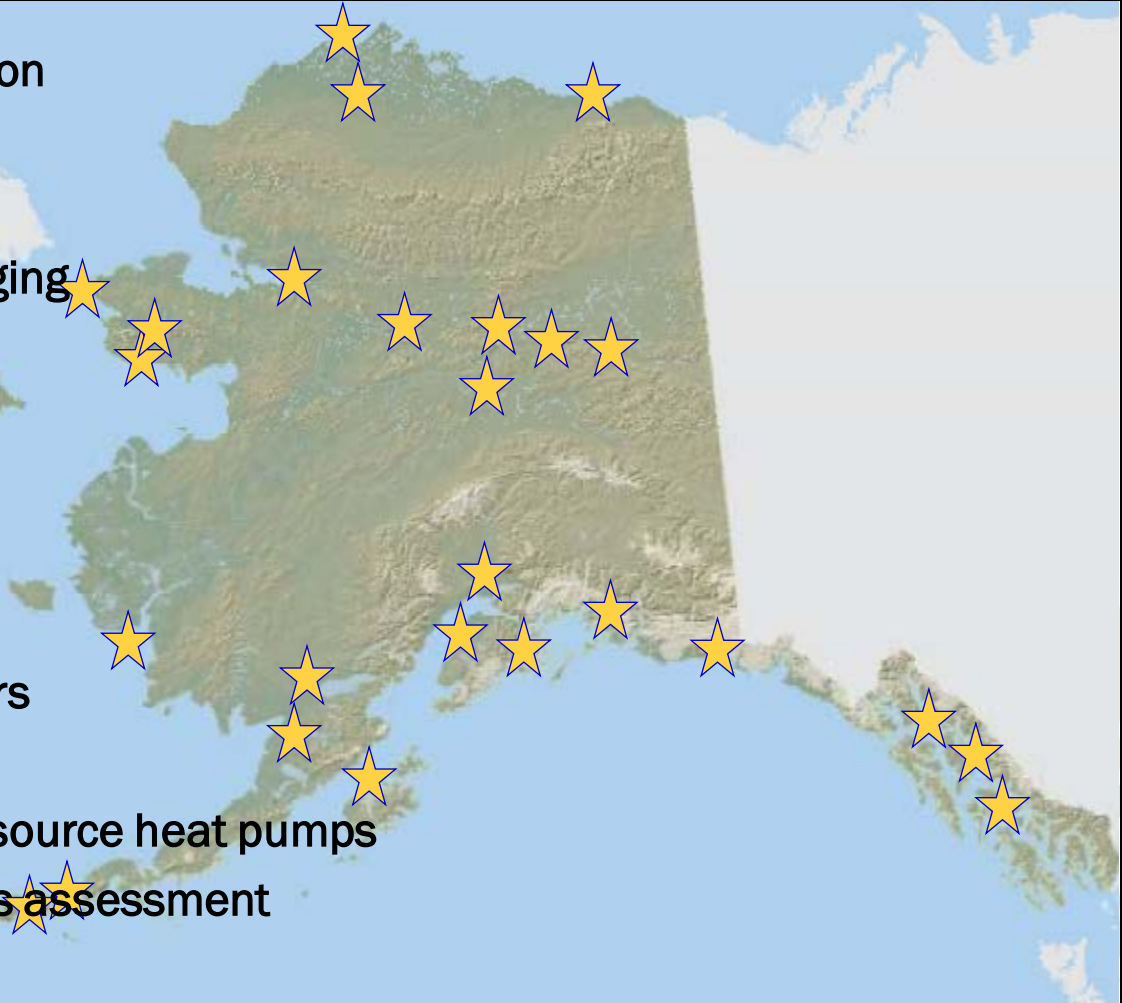 on
ging
rs
source heat pumps
s assessment